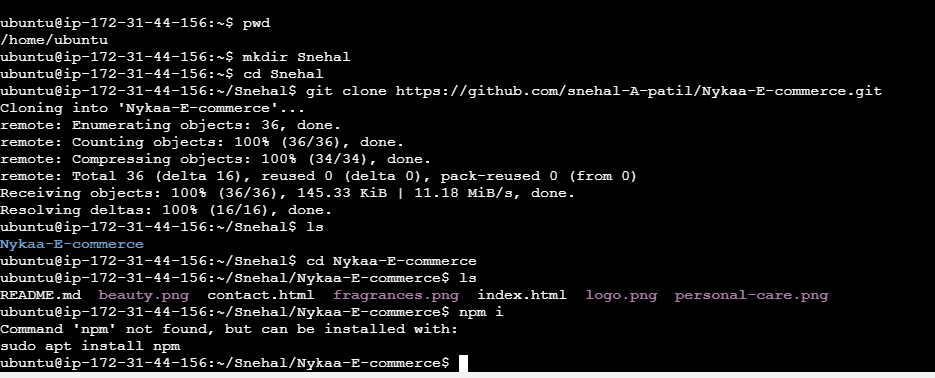 ubuntu@ip-172-31-44-156:~$ pwd
/home/ubuntu
ubuntu@ip-172-31-44-156:~$ mkdir Snehal
ubuntu@ip-172-31-44-156:~$ cd Snehal
ubuntu@ip-172-31-44-156:~/Snehal$ git clone https://github.com/snehal-A-patil/Nykaa-E-commerce.git
Cloning into 'Nykaa-E-commerce'...
remote: Enumerating objects: 36, done.
remote: Counting objects: 100% (36/36), done.
remote: Compressing objects: 100% (34/34), done.
remote: Total 36 (delta 16), reused 0 (delta 0), pack-reused 0 (from 0)
Receiving objects: 100% (36/36), 145.33 KiB | 11.18 MiB/s, done.
Resolving deltas: 100% (16/16), done.
ubuntu@ip-172-31-44-156:~/Snehal$ ls
Nykaa-E-commerce
ubuntu@ip-172-31-44-156:~/Snehal$ cd Nykaa-E-commerce
ubuntu@ip-172-31-44-156:~/Snehal/Nykaa-E-commerce$ ls
README.md  beauty.png  contact.html  fragrances.png  index.html  logo.png  personal-care.png
ubuntu@ip-172-31-44-156:~/Snehal/Nykaa-E-commerce$ npm i
Command 'npm' not found, but can be installed with:
sudo apt install npm
ubuntu@ip-172-31-44-156:~/Snehal/Nykaa-E-commerce$